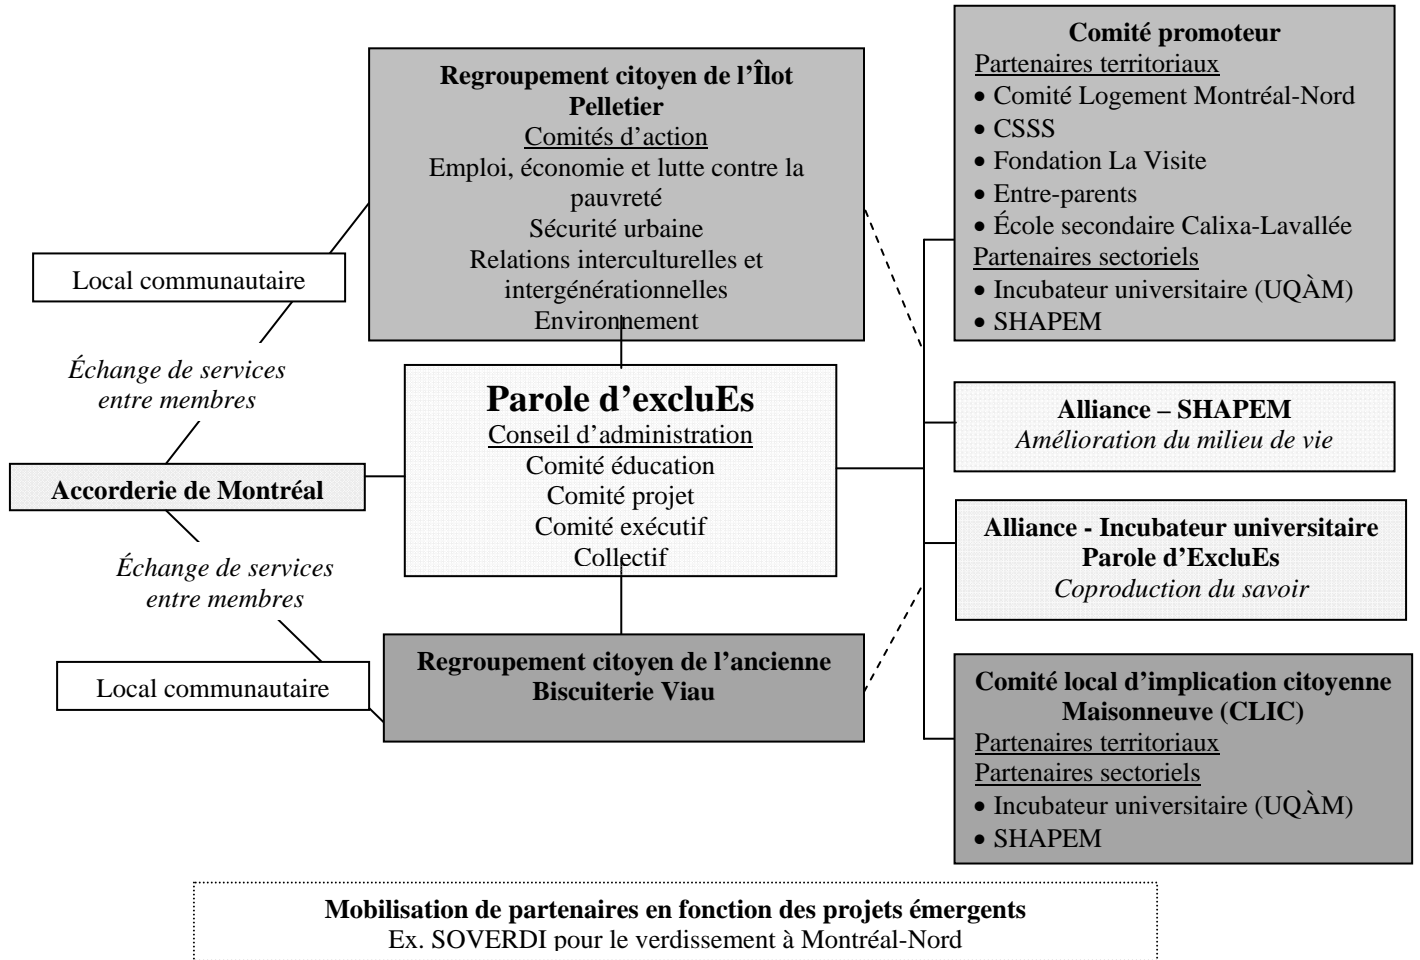 Regroupement citoyen de l’Îlot
Pelletier
Comités d’action
Emploi, économie et lutte contre la
pauvreté
Sécurité urbaine
Relations interculturelles et
intergénérationnelles
Environnement
Comité promoteur
Partenaires territoriaux
• Comité Logement Montréal-Nord
• CSSS
• Fondation La Visite
• Entre-parents
• École secondaire Calixa-Lavallée
Partenaires sectoriels
• Incubateur universitaire (UQÀM)
• SHAPEM
Local communautaire
Échange de services
entre membres
Accorderie de Montréal
Échange de services
entre membres
Local communautaire
Parole d’excluEs
Conseil d’administration
Comité éducation
Comité projet
Comité exécutif
Collectif
Alliance – SHAPEM
Amélioration du milieu de vie
Alliance - Incubateur universitaire
Parole d’ExcluEs
Coproduction du savoir
Regroupement citoyen de l’ancienne
Biscuiterie Viau
Comité local d’implication citoyenne
Maisonneuve (CLIC)
Partenaires territoriaux
Partenaires sectoriels
• Incubateur universitaire (UQÀM)
• SHAPEM
Mobilisation de partenaires en fonction des projets émergents
Ex. SOVERDI pour le verdissement à Montréal-Nord